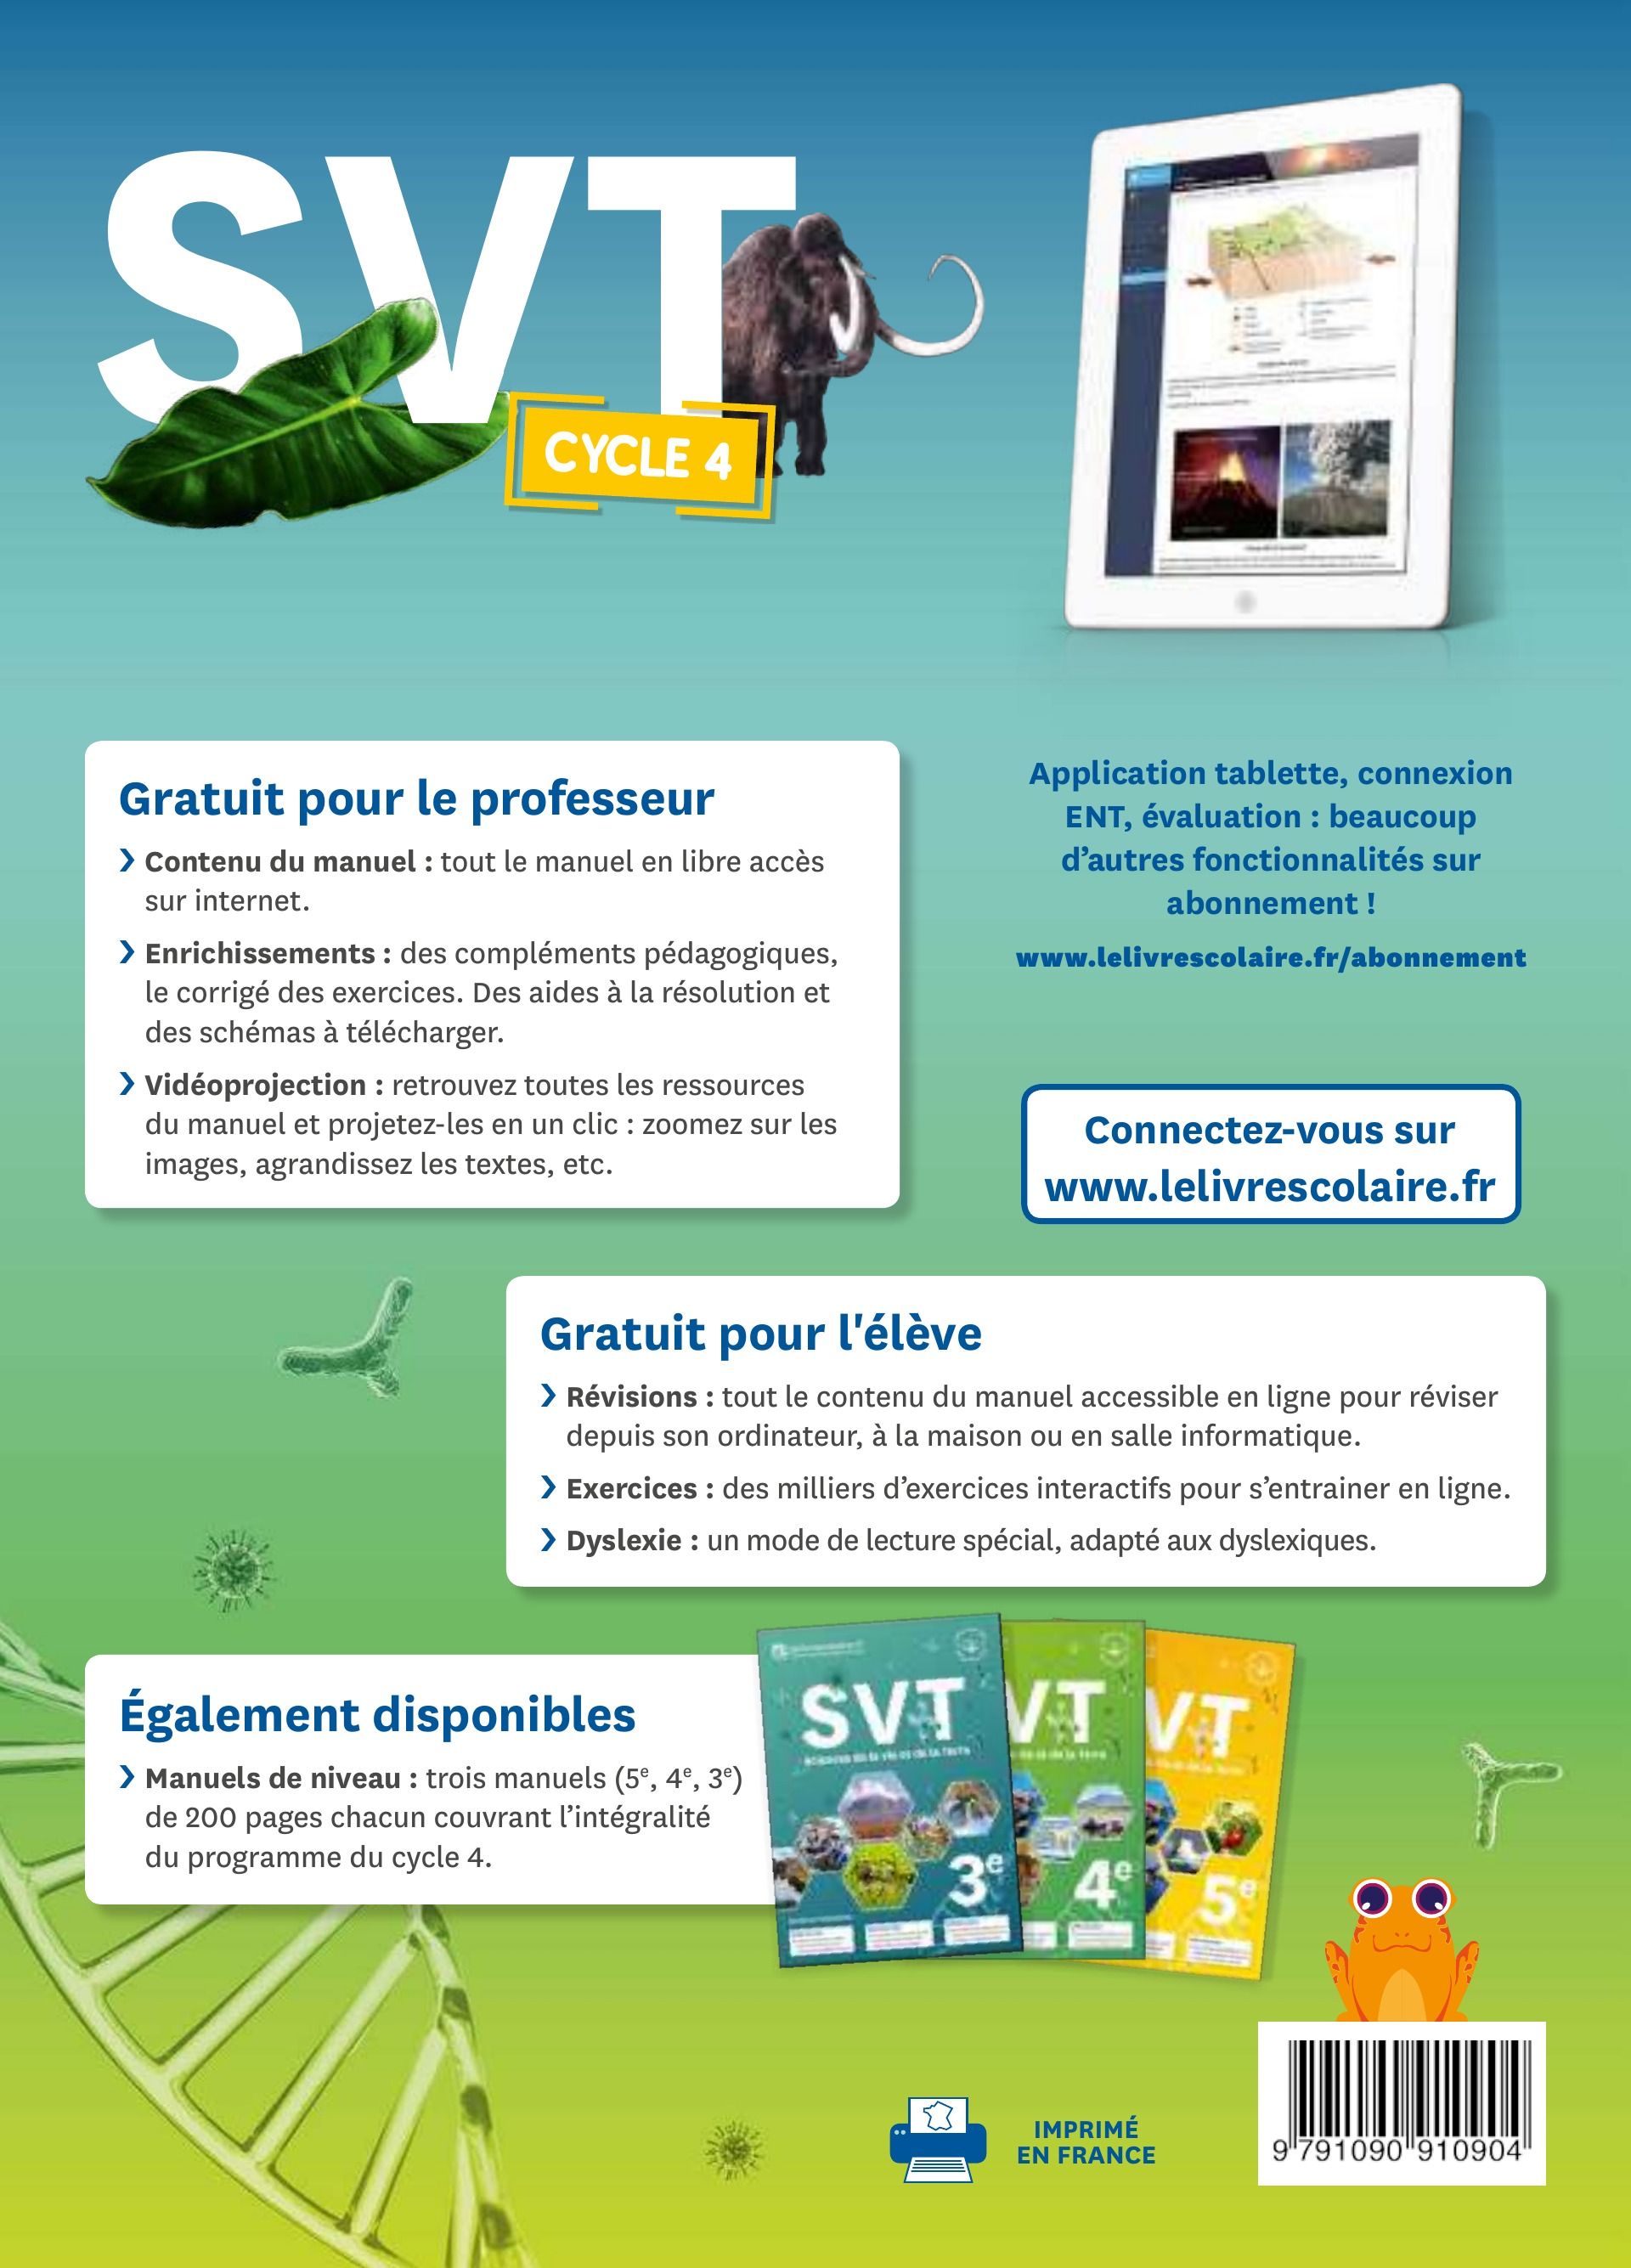 SVT
CYCLE 4
Gratuit pour le professeur
❯ Contenu du manuel : tout le manuel en libre accès
sur internet.
❯ Enrichissements : des compléments pédagogiques,
le corrigé des exercices. Des aides à la résolution et
des schémas à télécharger.
❯ Vidéoprojection : retrouvez toutes les ressources
du manuel et projetez-les en un clic : zoomez sur les
images, agrandissez les textes, etc.
Application tablette, connexion
ENT, évaluation : beaucoup
d’autres fonctionnalités sur
abonnement !
www.lelivrescolaire.fr/abonnement
Connectez-vous sur
www.lelivrescolaire.fr
Gratuit pour l'élève
❯ Révisions : tout le contenu du manuel accessible en ligne pour réviser
depuis son ordinateur, à la maison ou en salle informatique.
❯ Exercices : des milliers d’exercices interactifs pour s’entrainer en ligne.
❯ Dyslexie : un mode de lecture spécial, adapté aux dyslexiques.
Également disponibles
❯ Manuels de niveau : trois manuels (5e, 4e, 3e)
de 200 pages chacun couvrant l’intégralité
du programme du cycle 4.
SVT
3e
VT
4e
VT
5e
IMPRIMÉ
EN FRANCE
9 791090 910904